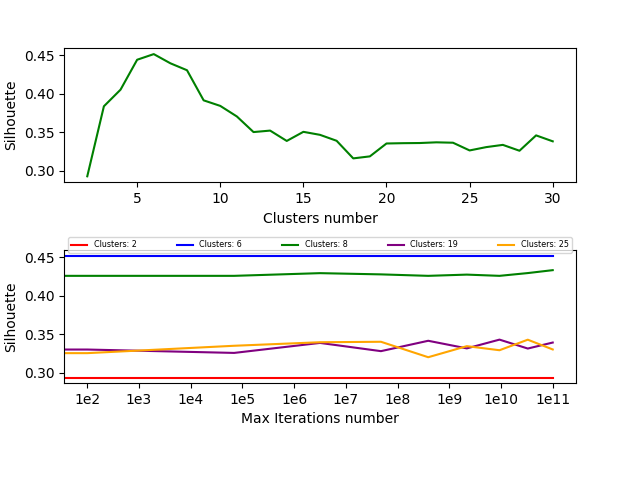 0.45
0.40
0.35
0.30
Silhouette
5 10 15 20 25 30
Clusters number
Clusters: 2 Clusters: 6 Clusters: 8 Clusters: 19 Clusters: 25
0.45
0.40
0.35
0.30
Silhouette
1e2 1e3 1e4 1e5 1e6 1e7 1e8 1e9 1e10 1e11
Max Iterations number